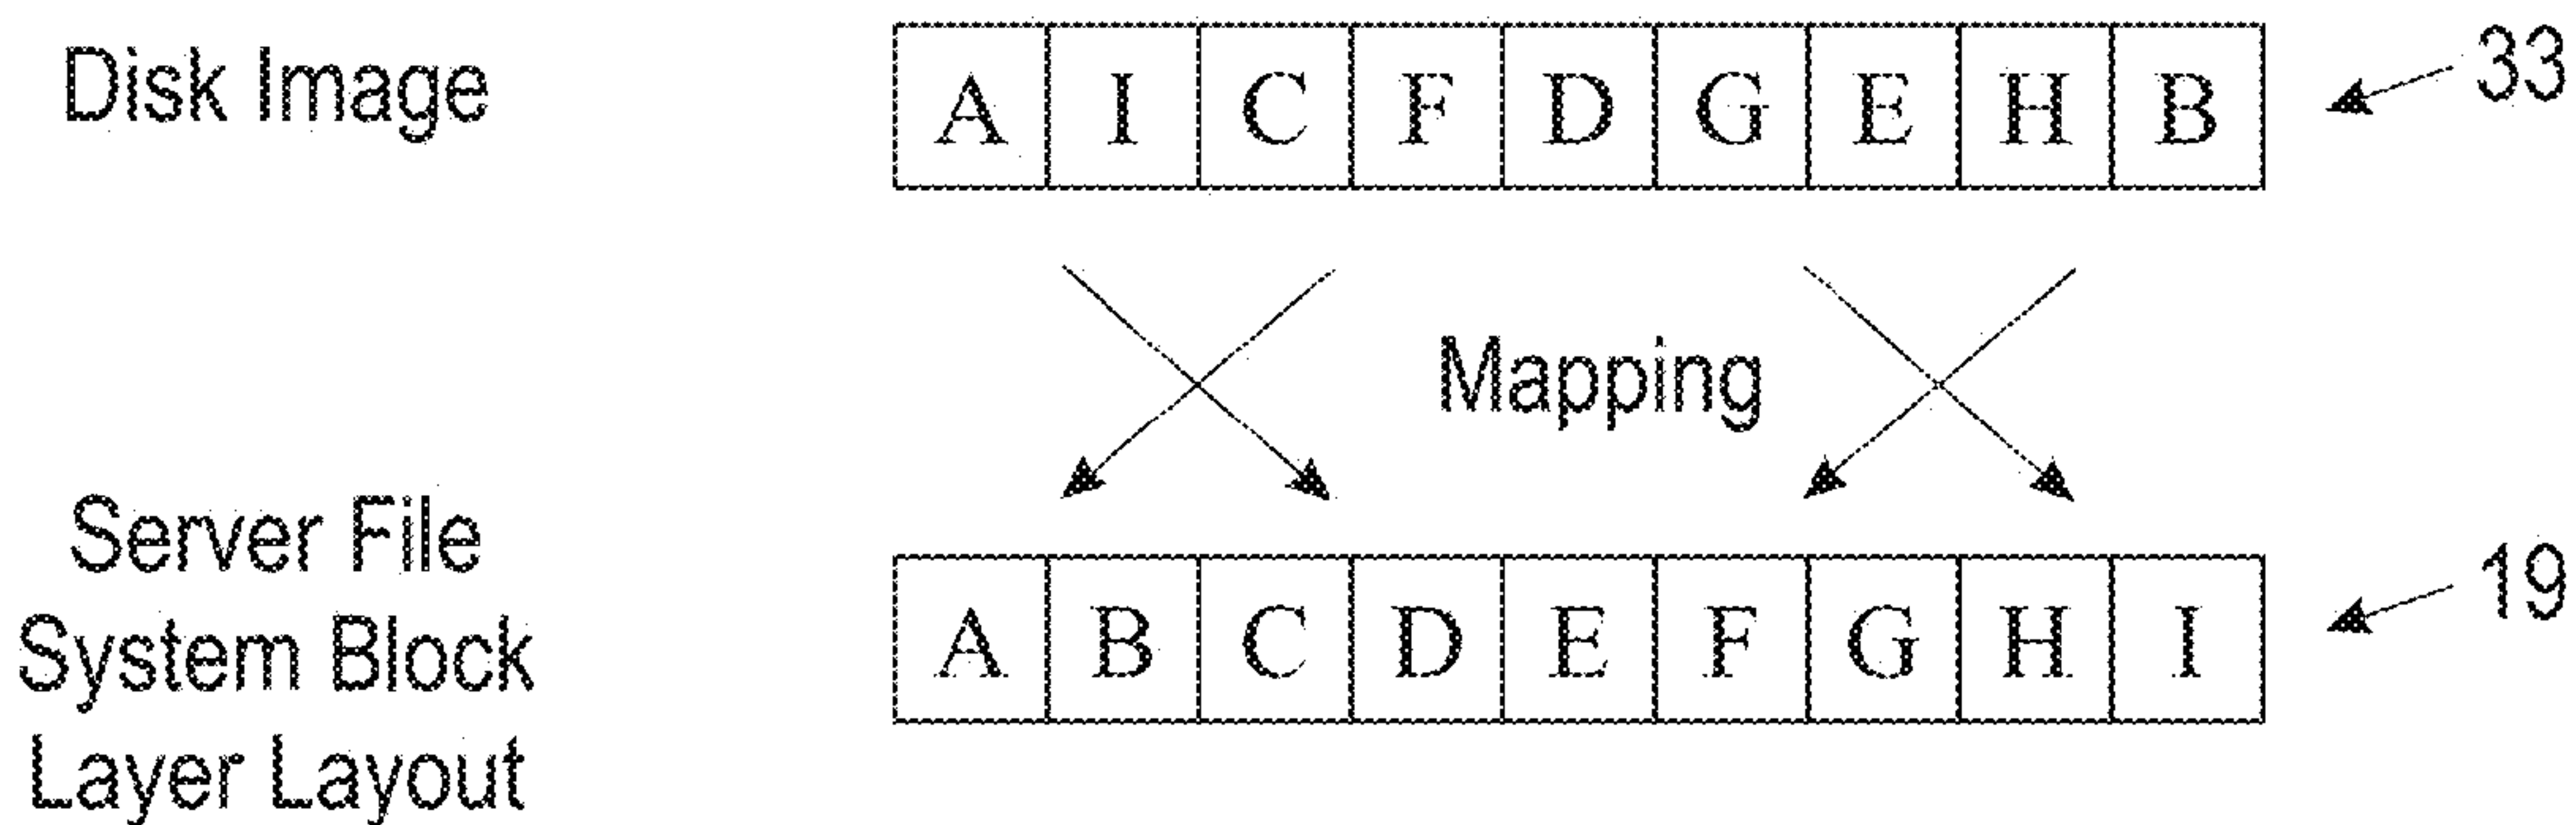 Disk Image
A I C F D G E H B
33
Mapping
Server File
System Block
Layer Layout
A B C D E F G H I
19